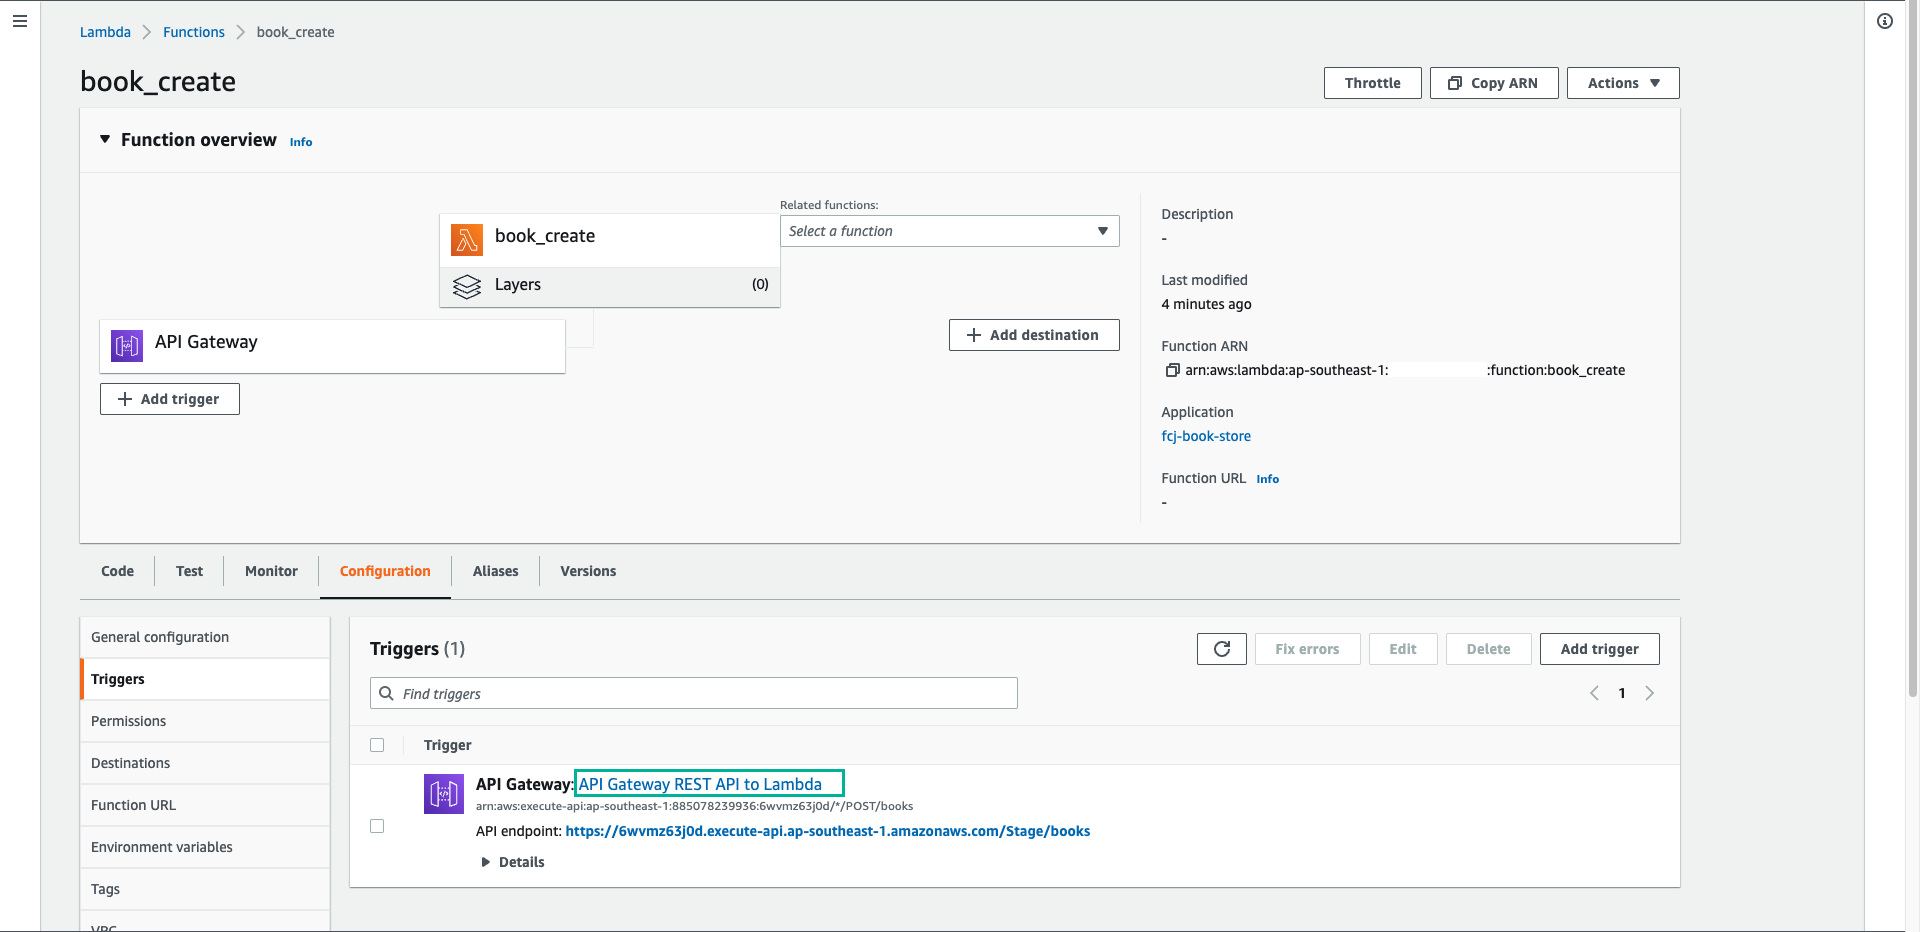 Lambda Functions book_create
book_create
Throttle Copy ARN Actions
Function overview Info
book_create
Layers (0)
Related functions:
Select a function
API Gateway
Add trigger
Add destination
Description
-
Last modified
4 minutes ago
Function ARN
arn:aws:lambda:ap-southeast-1: :function:book_create
Application
fcj-book-store
Function URL Info
-
Code Test Monitor Configuration Aliases Versions
General configuration
Triggers
Permissions
Destinations
Function URL
Environment variables
Tags
VPC
Triggers (1)
Fix errors Edit Delete Add trigger
Find triggers
1
Trigger
API Gateway: API Gateway REST API to Lambda
arn:aws:execute-api:ap-southeast-1:885078239936:6wvmz63j0d/*/POST/books
API endpoint: https://6wvmz63j0d.execute-api.ap-southeast-1.amazonaws.com/Stage/books
Details